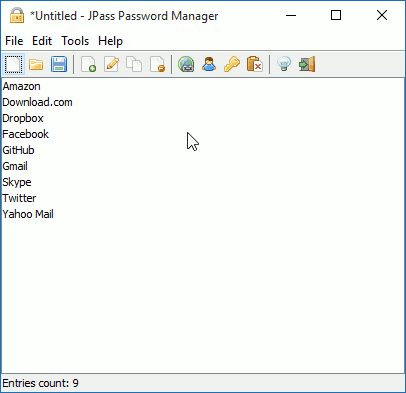 *Untitled - JPass Password Manager
File Edit Tools Help
Amazon
Download.com
Dropbox
Facebook
GitHub
Gmail
Skype
Twitter
Yahoo Mail
Entries count: 9